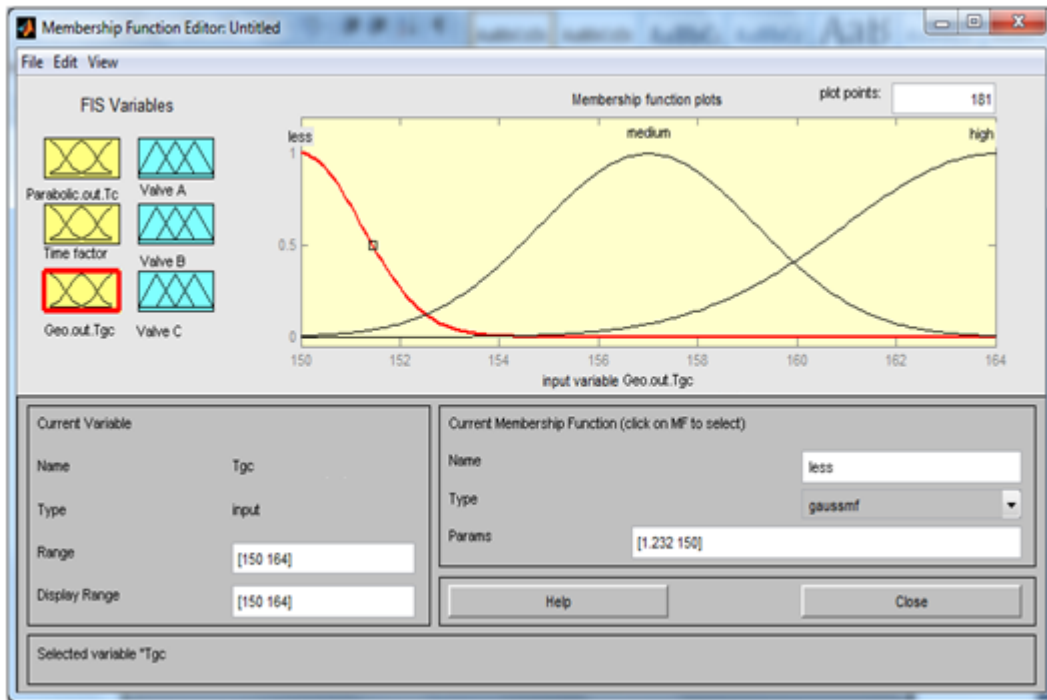 Membership Function Editor: Untitled
File Edit View
FIS Variables
Membership function plots
plot points:
181
Parabolic.out.Tc
Valve A
Time factor
Valve B
Geo.out.Tgc
Valve C
less
medium
high
1
0.5
0
150 152 154 156 158 160 162 164
input variable Geo.out.Tgc
Current Variable
Name Tgc
Type input
Range [150 164]
Display Range [150 164]
Current Membership Function (click on MF to select)
Name less
Type gaussmf
Params [1.232 150]
Help Close
Selected variable "Tgc